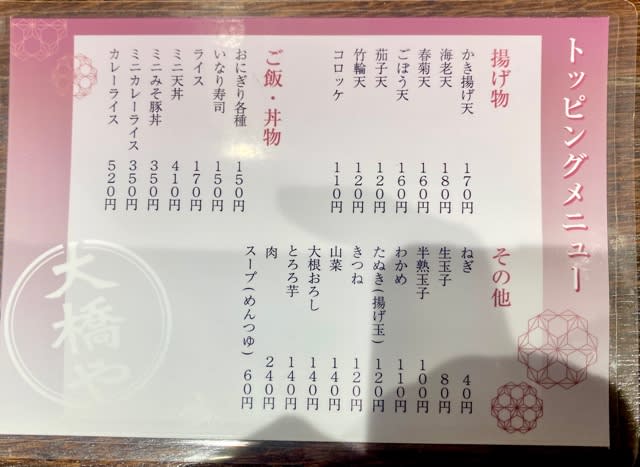 トッピングメニュー
揚げ物
かき揚げ天 170円
海老天 180円
春菊天 160円
ごぼう天 160円
茄子天 120円
竹輪天 120円
コロッケ 110円
ご飯・丼物
おにぎり各種 150円
いなり寿司 150円
ライス 170円
ミニ天丼 410円
ミニみそ豚丼 350円
ミニカレーライス 350円
カレーライス 520円
その他
ねぎ 40円
生玉子 80円
半熟玉子 100円
わかめ 110円
たぬき(揚げ玉) 120円
きつね 120円
山菜 140円
大根おろし 140円
とろろ芋 140円
肉 240円
スープ(めんつゆ) 60円
大橋や